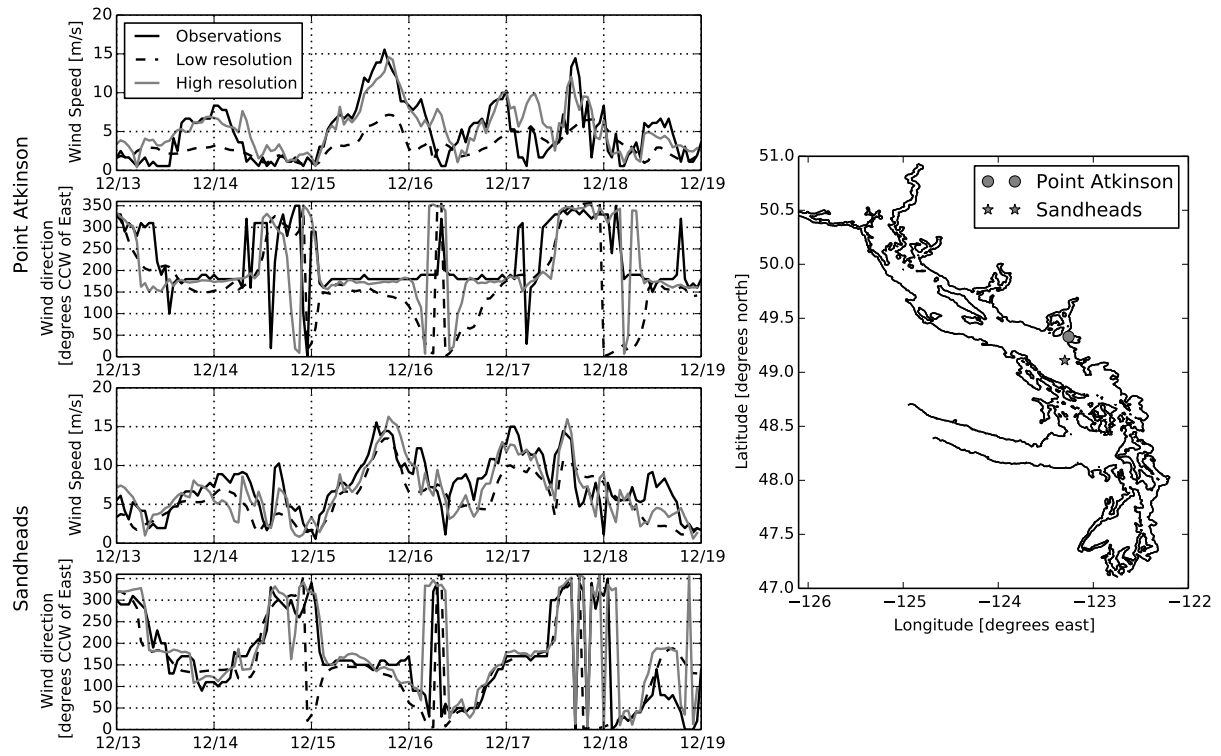 Point Atkinson
Wind Speed [m/s]
20
15
10
5
0
Observations
Low resolution
High resolution
12/13 12/14 12/15 12/16 12/17 12/18 12/19
Wind direction
[degrees CCW of East]
350
300
250
200
150
100
50
0
12/13 12/14 12/15 12/16 12/17 12/18 12/19
Sandheads
Wind Speed [m/s]
20
15
10
5
0
12/13 12/14 12/15 12/16 12/17 12/18 12/19
Wind direction
[degrees CCW of East]
350
300
250
200
150
100
50
0
12/13 12/14 12/15 12/16 12/17 12/18 12/19
Latitude [degrees north]
51.0
50.5
50.0
49.5
49.0
48.5
48.0
47.5
47.0
Point Atkinson
Sandheads
−126 −125 −124 −123 −122
Longitude [degrees east]